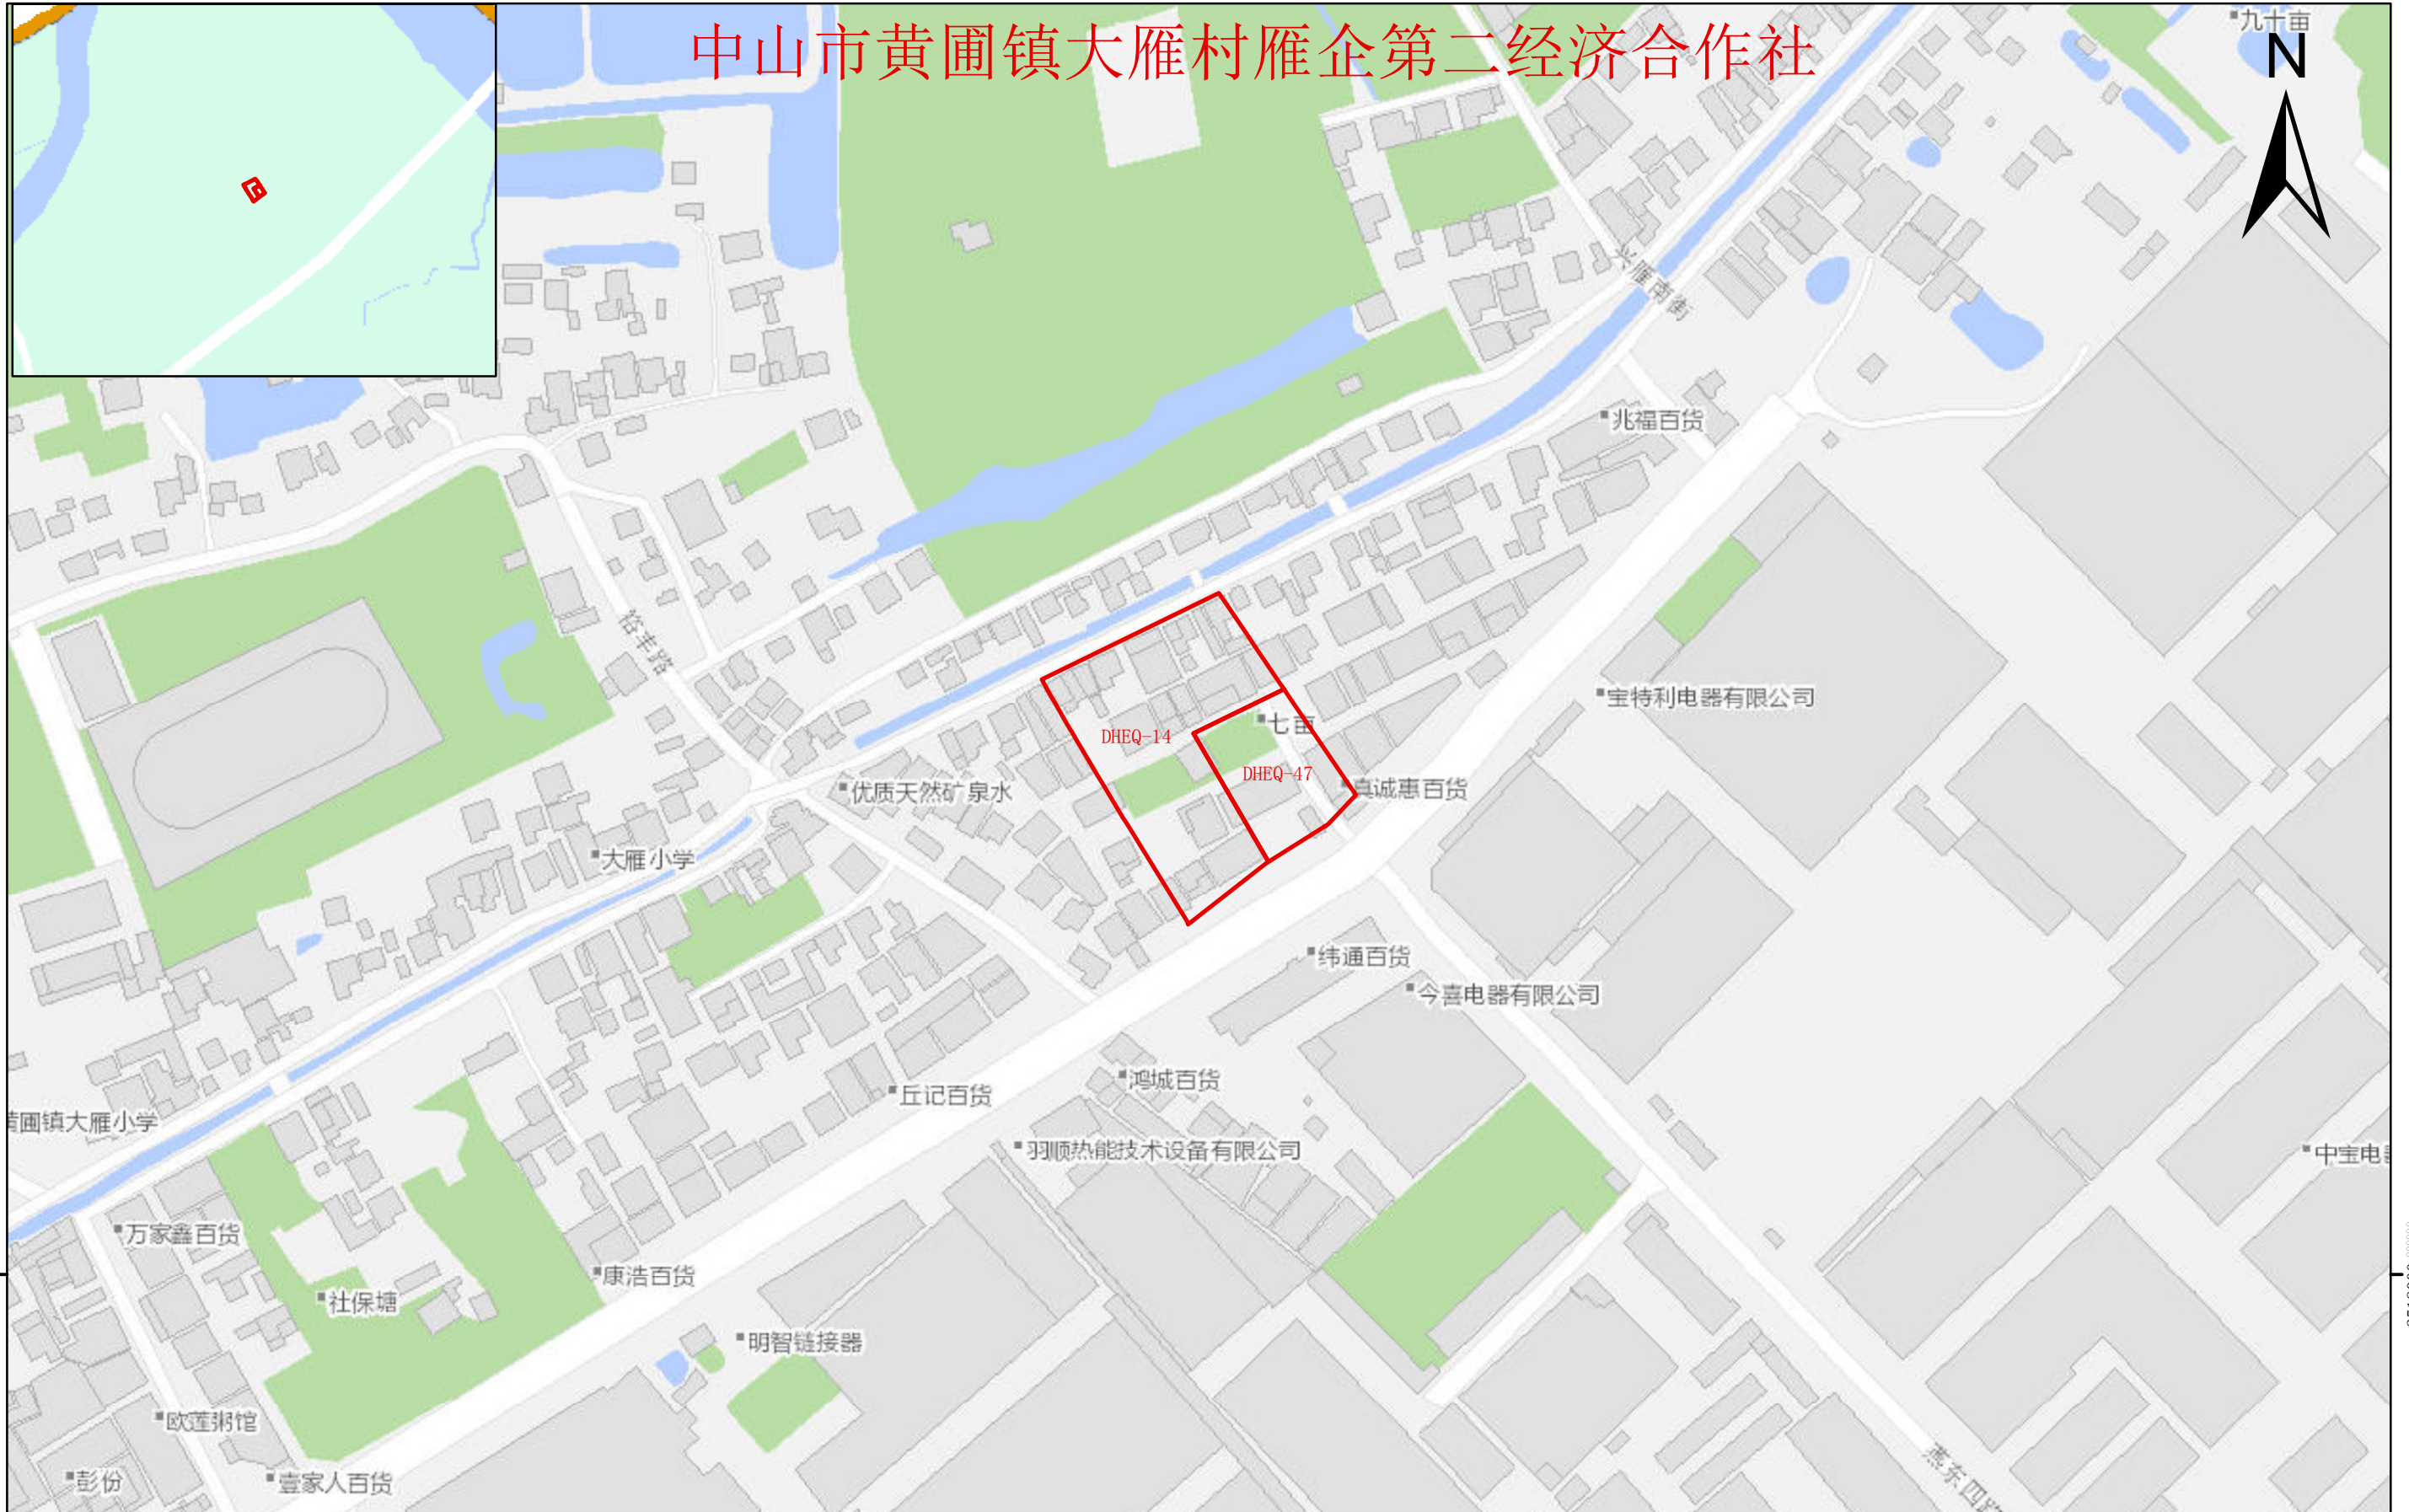 九十亩
中山市黄圃镇大雁村雁企第二经济合作社
N
兴雁南街
兆福百货
裕丰路
宝特利电器有限公司
七亩
DHEQ-14
DHEQ-47
真诚惠百货
优质天然矿泉水
大雁小学
纬通百货
今喜电器有限公司
鸿城百货
丘记百货
黄圃镇大雁小学
羽顺热能技术设备有限公司
中宝电
万家鑫百货
康浩百货
社保塘
明智链接器
欧莲粥馆
彭份
壹家人百货
燕东四路